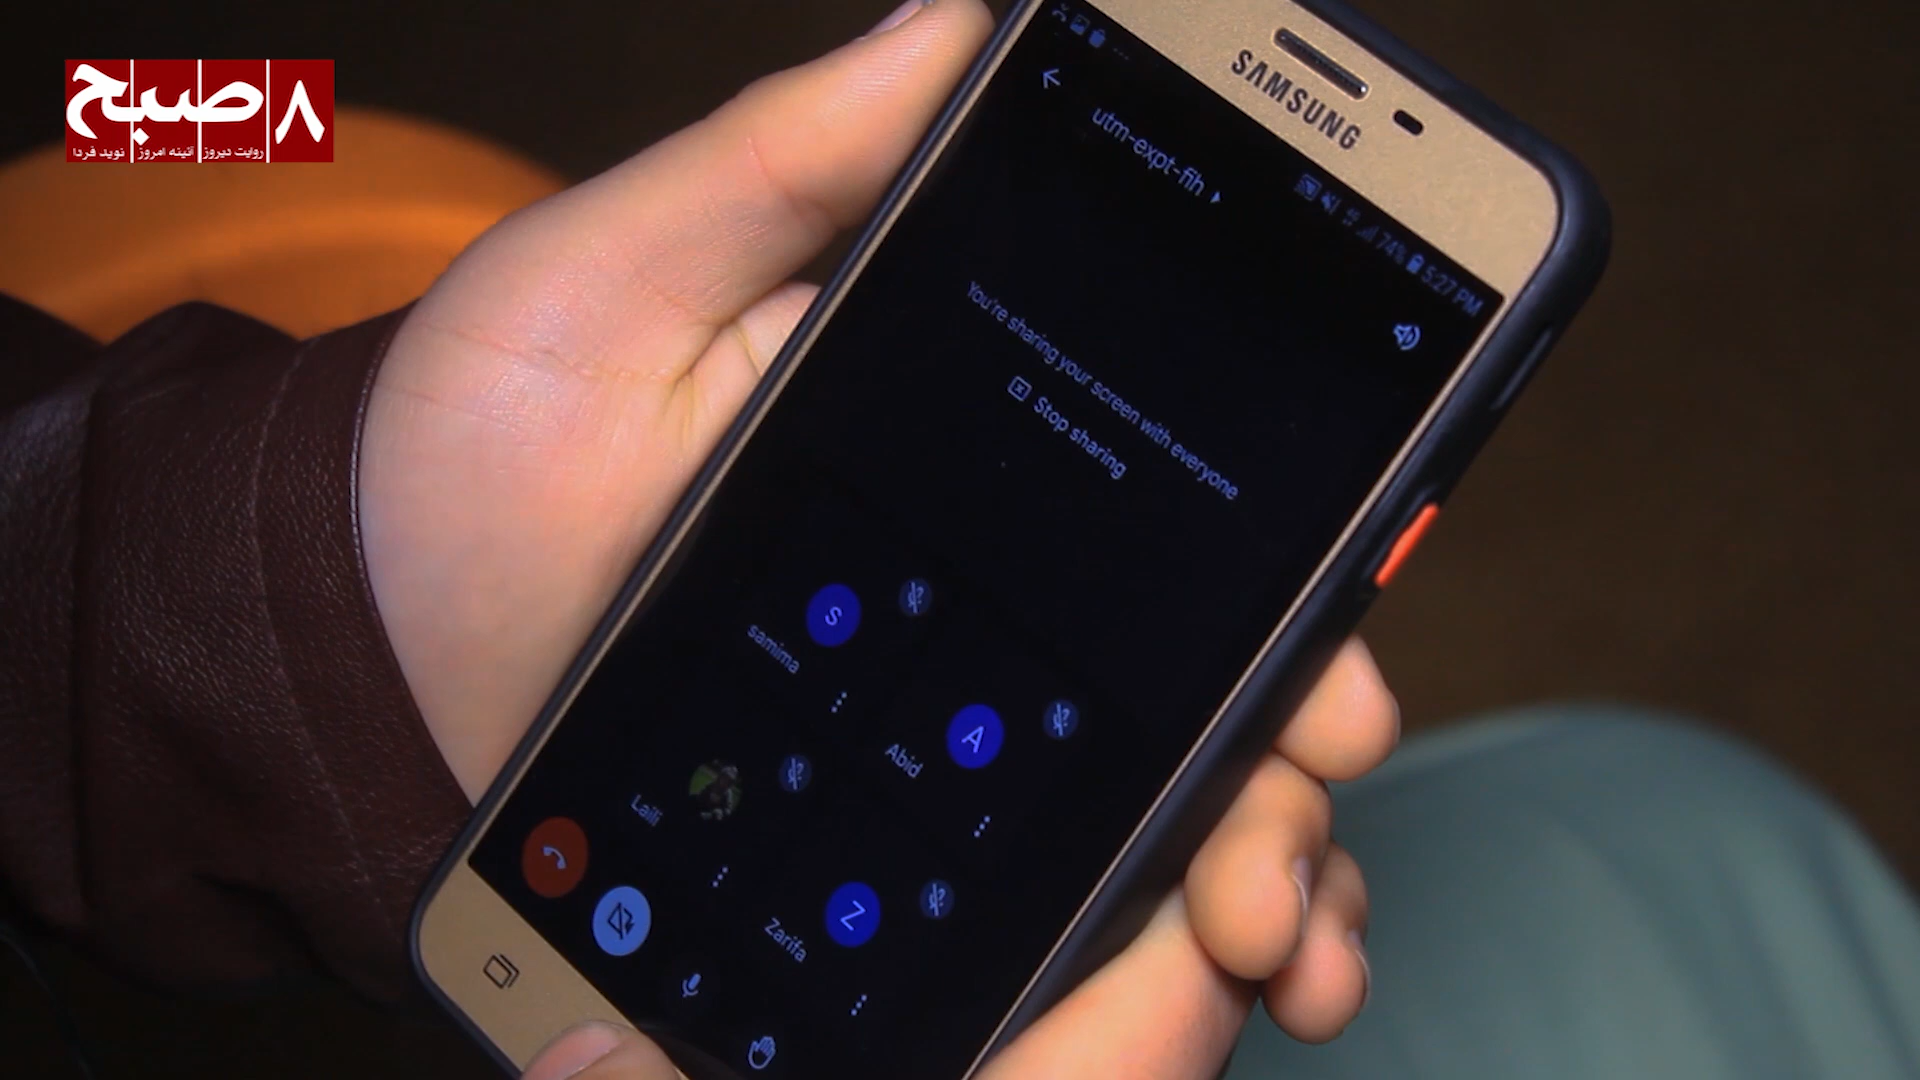 ۸صبح
روایت دیروز آئینه امروز نوید فردا
SAMSUNG
74% 5:27 PM
utm-expt-fih
You're sharing your screen with everyone
Stop sharing
S
samima
A
Abid
Laili
Z
Zarifa